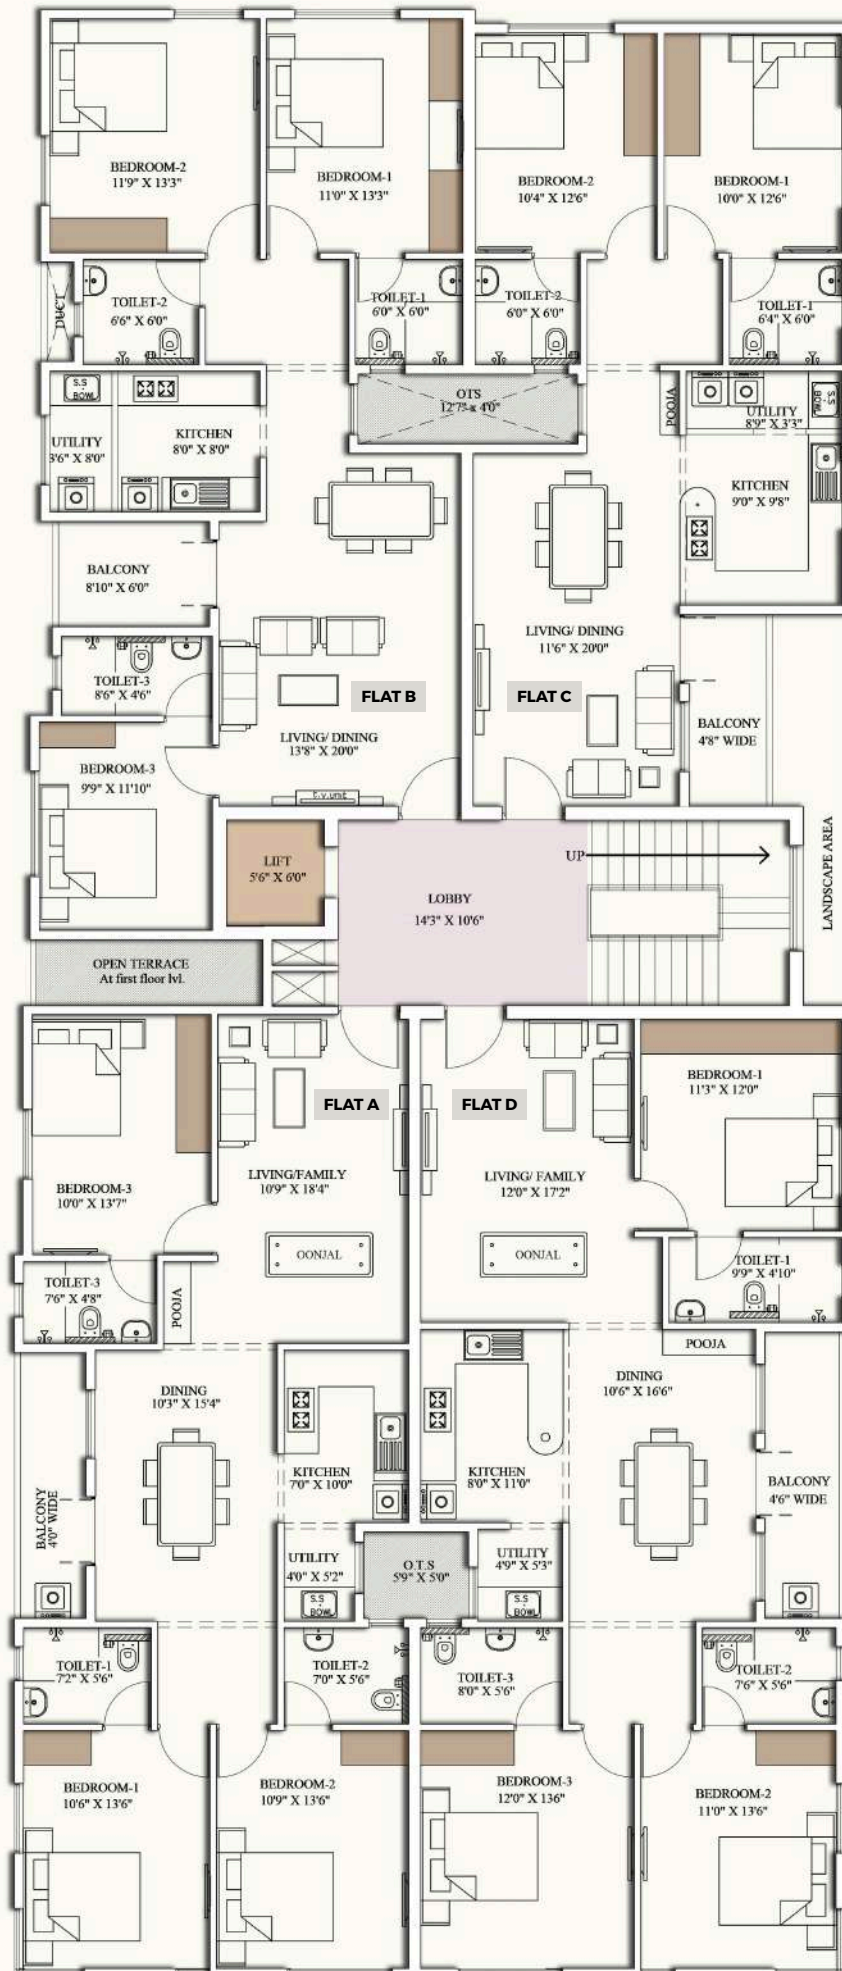 BEDROOM-2
11'9" X 13'3"
BEDROOM-1
11'0" X 13'3"
BEDROOM-2
10'4" X 12'6"
BEDROOM-1
10'0" X 12'6"
DUCT
TOILET-2
6'6" X 6'0"
TOILET-1
6'0" X 6'0"
TOILET-2
6'0" X 6'0"
TOILET-1
6'4" X 6'0"
S.S
BOWL
UTILITY
3'6" X 8'0"
KITCHEN
8'0" X 8'0"
OTS
12'7" x 4'0"
POOJA
UTILITY
8'9" X 3'3"
S.S
BOWL
KITCHEN
9'0" X 9'8"
BALCONY
8'10" X 6'0"
TOILET-3
8'6" X 4'6"
FLAT B
LIVING/ DINING
13'8" X 20'0"
t.v.unit
LIVING/ DINING
11'6" X 20'0"
FLAT C
BALCONY
4'8" WIDE
BEDROOM-3
9'9" X 11'10"
LIFT
5'6" X 6'0"
LOBBY
14'3" X 10'6"
UP
LANDSCAPE AREA
OPEN TERRACE
At first floor lvl.
FLAT A
FLAT D
BEDROOM-1
11'3" X 12'0"
BEDROOM-3
10'0" X 13'7"
LIVING/FAMILY
10'9" X 18'4"
LIVING/ FAMILY
12'0" X 17'2"
OONJAL
OONJAL
TOILET-3
7'6" X 4'8"
POOJA
TOILET-1
9'9" X 4'10"
POOJA
DINING
10'3" X 15'4"
DINING
10'6" X 16'6"
KITCHEN
7'0" X 10'0"
KITCHEN
8'0" X 11'0"
BALCONY
4'0" WIDE
BALCONY
4'6" WIDE
UTILITY
4'0" X 5'2"
S.S
BOWL
O.T.S
5'9" X 5'0"
UTILITY
4'9" X 5'3"
S.S
BOWL
TOILET-1
7'2" X 5'6"
TOILET-2
7'0" X 5'6"
TOILET-3
8'0" X 5'6"
TOILET-2
7'6" X 5'6"
BEDROOM-1
10'6" X 13'6"
BEDROOM-2
10'9" X 13'6"
BEDROOM-3
12'0" X 13'6"
BEDROOM-2
11'0" X 13'6"